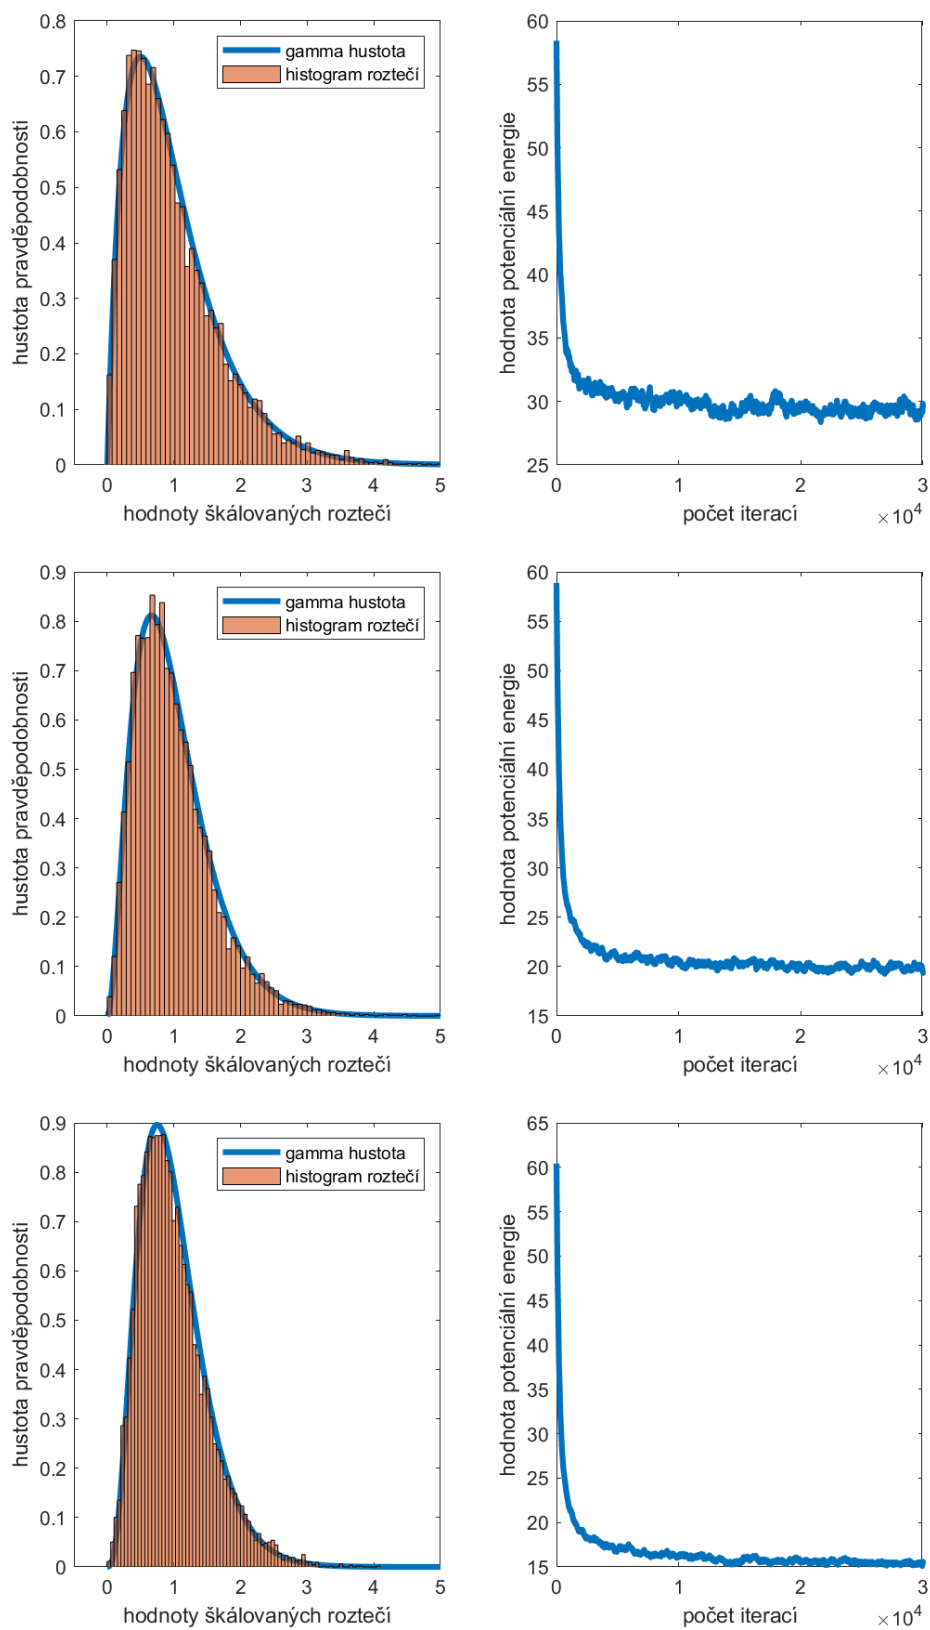 0.8
0.7
0.6
0.5
0.4
0.3
0.2
0.1
0
hustota pravděpodobnosti
gamma hustota
histogram roztečí
0 1 2 3 4 5
hodnoty škálovaných roztečí
60
55
50
45
40
35
30
25
hodnota potenciální energie
0 1 2 3
počet iterací
×10^4
0.9
0.8
0.7
0.6
0.5
0.4
0.3
0.2
0.1
0
hustota pravděpodobnosti
gamma hustota
histogram roztečí
0 1 2 3 4 5
hodnoty škálovaných roztečí
60
55
50
45
40
35
30
25
20
15
hodnota potenciální energie
0 1 2 3
počet iterací
×10^4
0.9
0.8
0.7
0.6
0.5
0.4
0.3
0.2
0.1
0
hustota pravděpodobnosti
gamma hustota
histogram roztečí
0 1 2 3 4 5
hodnoty škálovaných roztečí
65
60
55
50
45
40
35
30
25
20
15
hodnota potenciální energie
0 1 2 3
počet iterací
×10^4